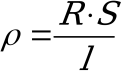 ρ = R·S / l